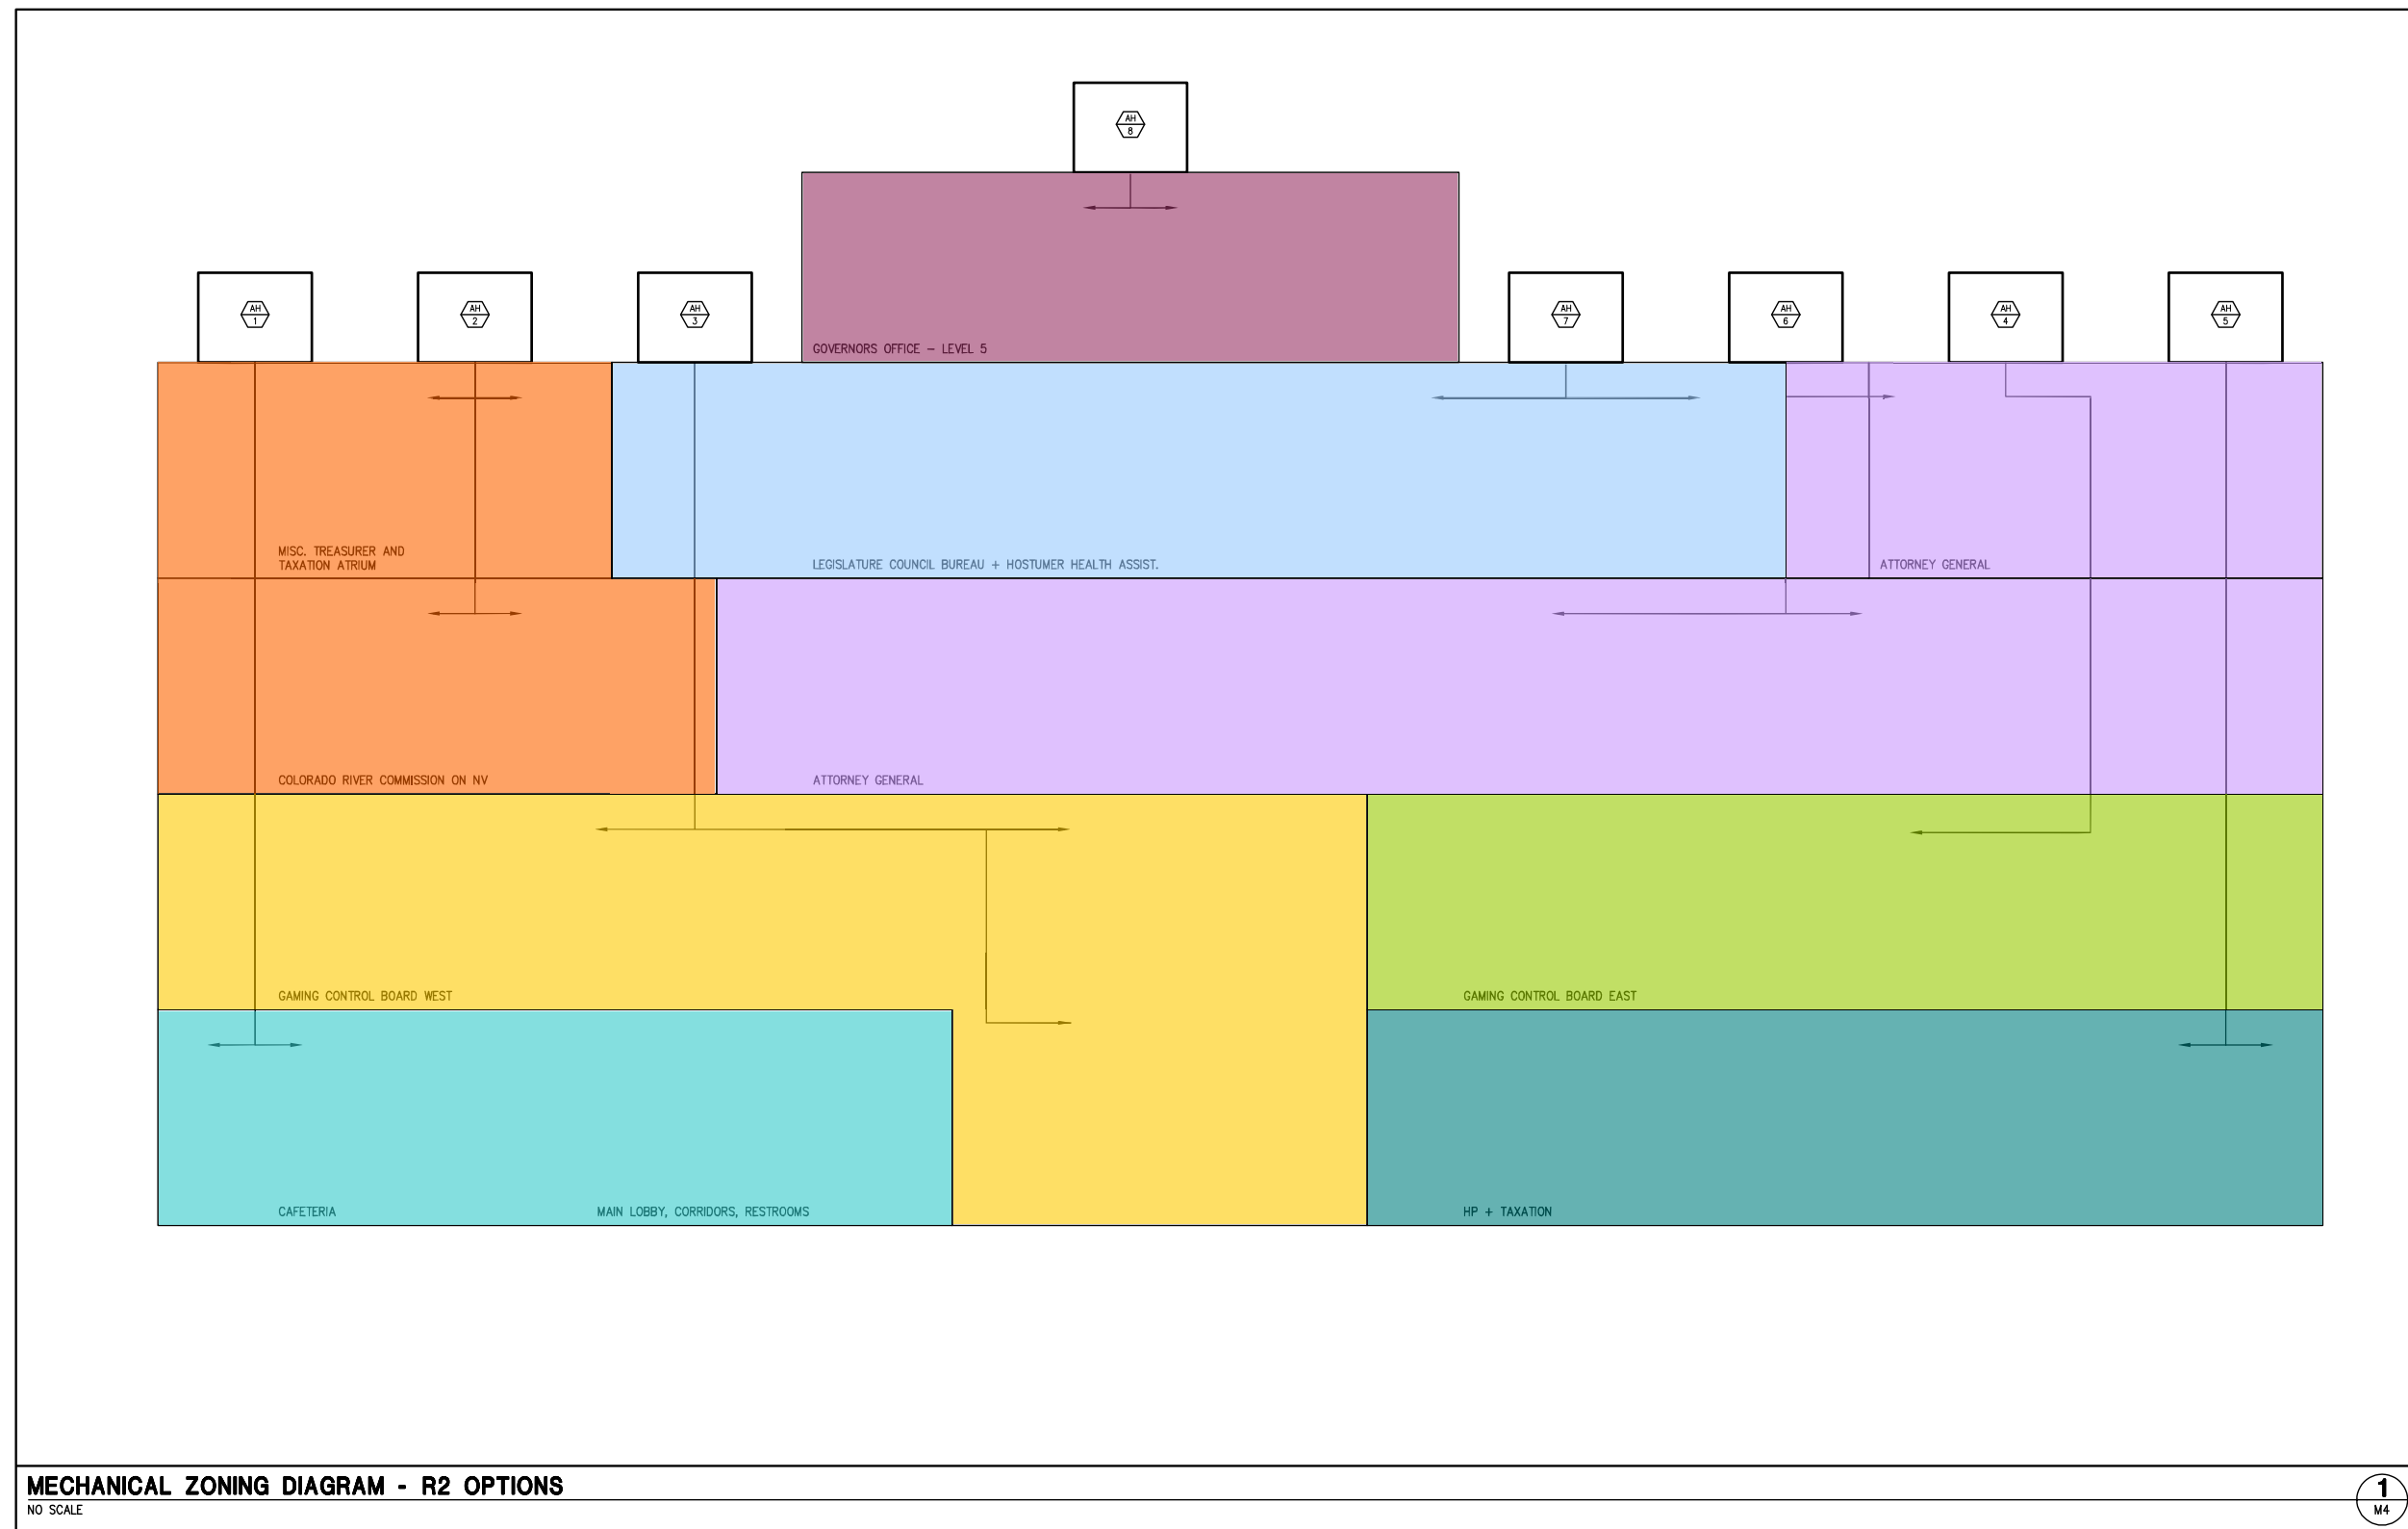 AH
8
AH
1
AH
2
AH
3
AH
7
AH
6
AH
4
AH
5
GOVERNORS OFFICE – LEVEL 5
MISC. TREASURER AND
TAXATION ATRIUM
LEGISLATURE COUNCIL BUREAU + HOSTUMER HEALTH ASSIST.
ATTORNEY GENERAL
COLORADO RIVER COMMISSION ON NV
ATTORNEY GENERAL
GAMING CONTROL BOARD WEST
GAMING CONTROL BOARD EAST
CAFETERIA
MAIN LOBBY, CORRIDORS, RESTROOMS
HP + TAXATION
MECHANICAL ZONING DIAGRAM - R2 OPTIONS
NO SCALE
1
M4